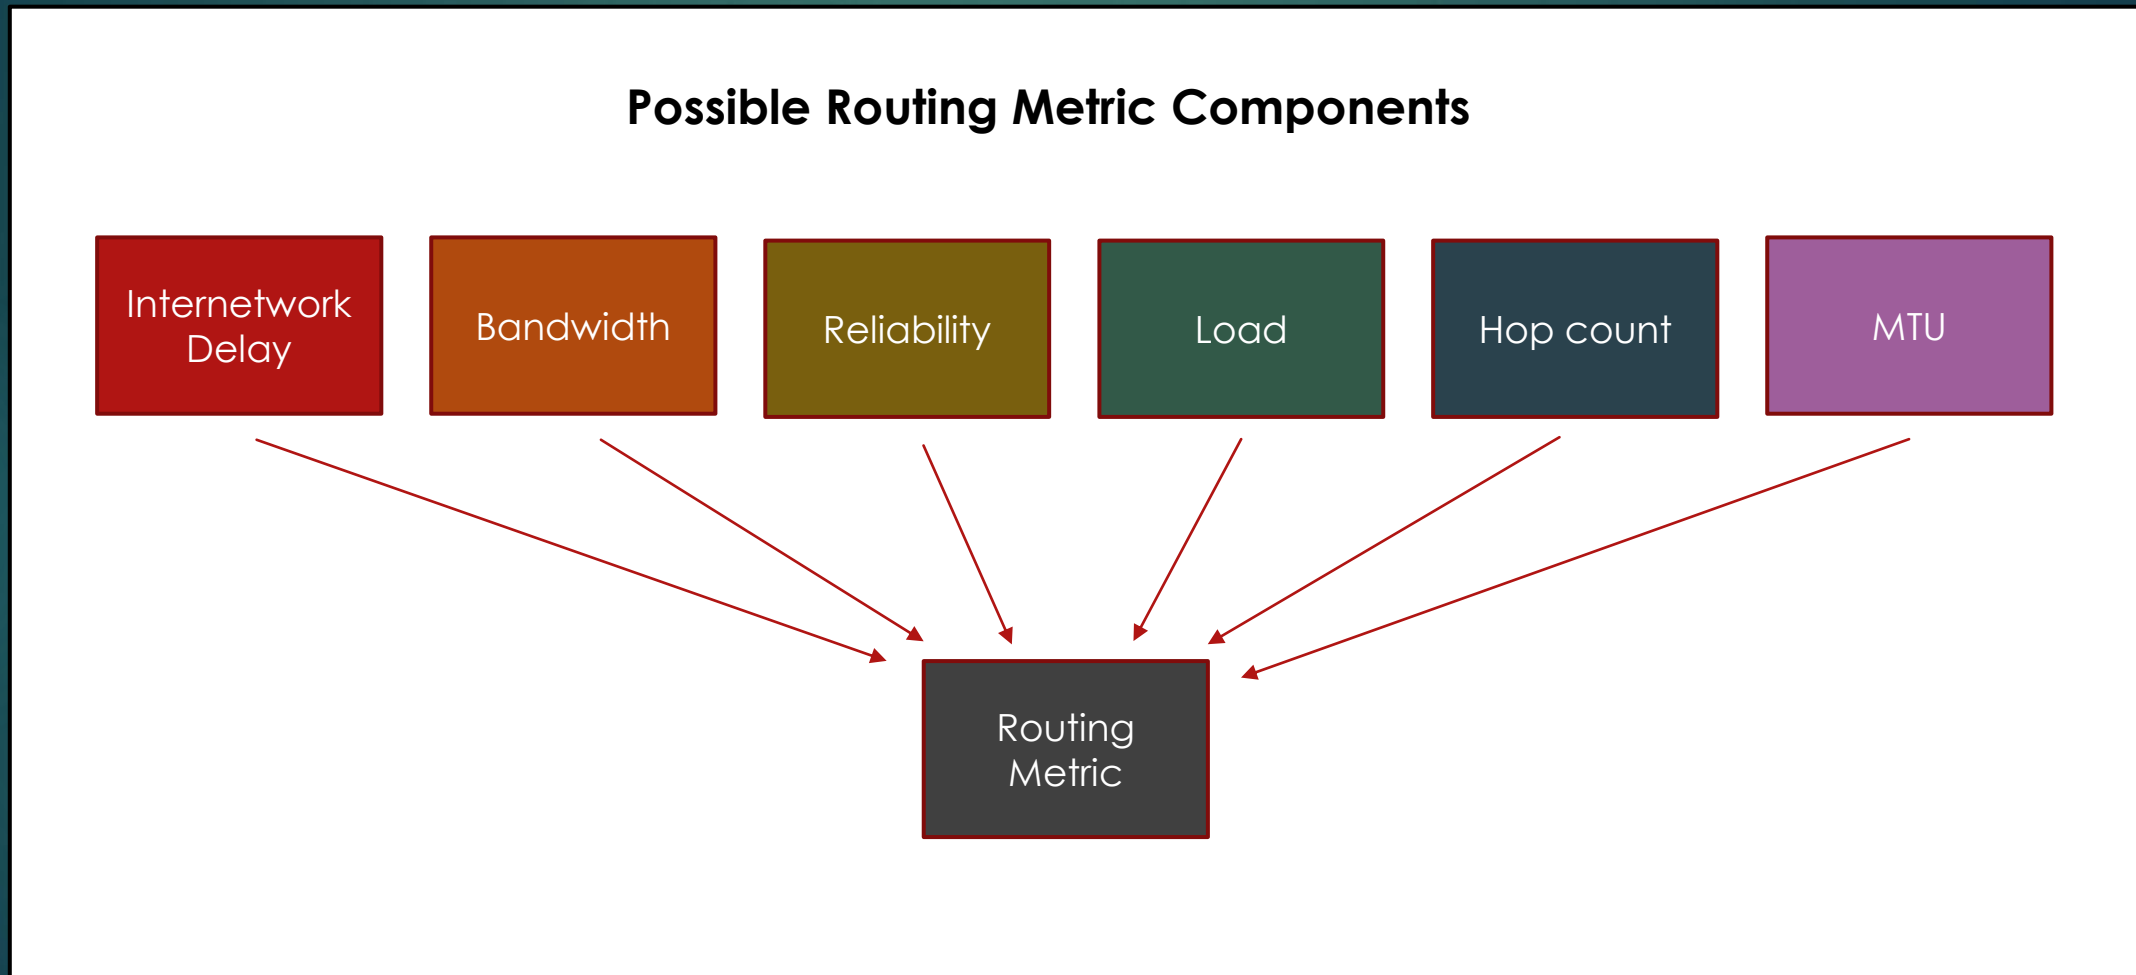 Possible Routing Metric Components
Internetwork
Delay
Bandwidth
Reliability
Load
Hop count
MTU
Routing
Metric